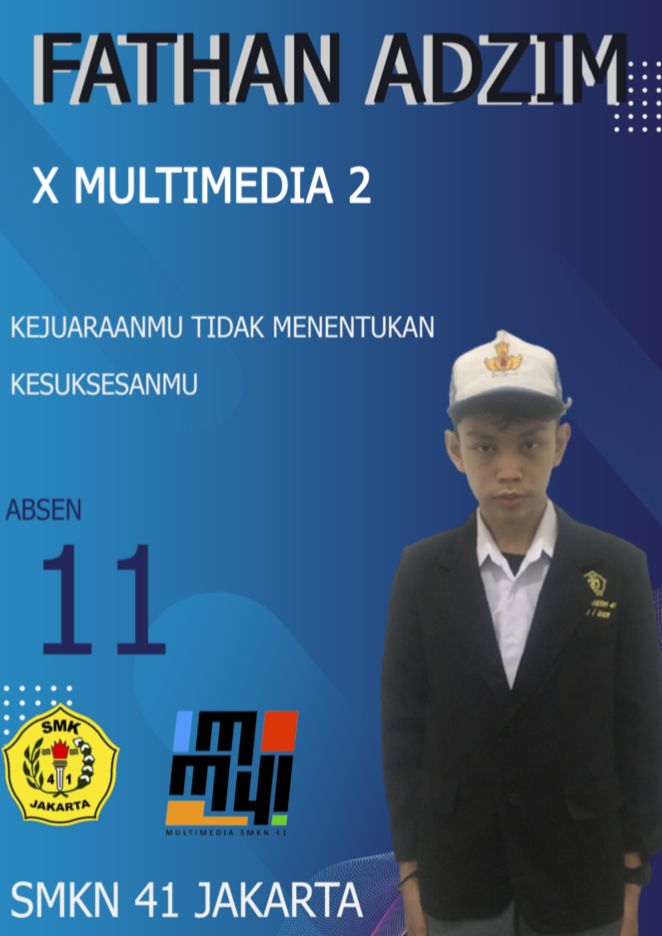 FATHAN ADZIM
X MULTIMEDIA 2
KEJUARAANMU TIDAK MENENTUKAN
KESUKSESANMU
ABSEN
11
SMK
41
JAKARTA
MM41
MULTIMEDIA SMKN 41
SMKN 41 JAKARTA